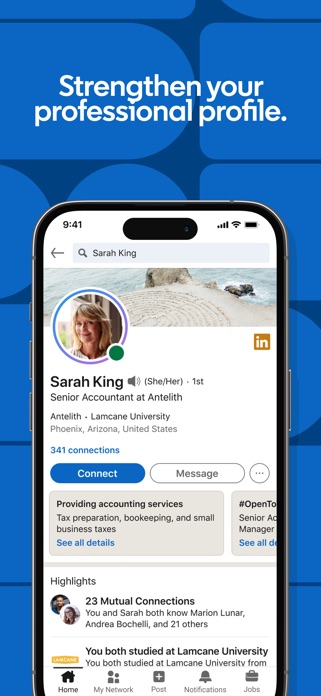 Strengthen your
professional profile.
9:41
Sarah King
in
Sarah King (She/Her) · 1st
Senior Accountant at Antelith
Antelith • Lamcane University
Phoenix, Arizona, United States
341 connections
Connect
Message
Providing accounting services
Tax preparation, bookeeping, and small
business taxes
See all details
#OpenTo
Senior Ac
Manager
See all de
Highlights
23 Mutual Connections
You and Sarah both know Marion Lunar,
Andrea Bochelli, and 21 others
LAMCANE
You both studied at Lamcane University
You both studied at Lamcane University from
Home
My Network
Post
Notifications
Jobs